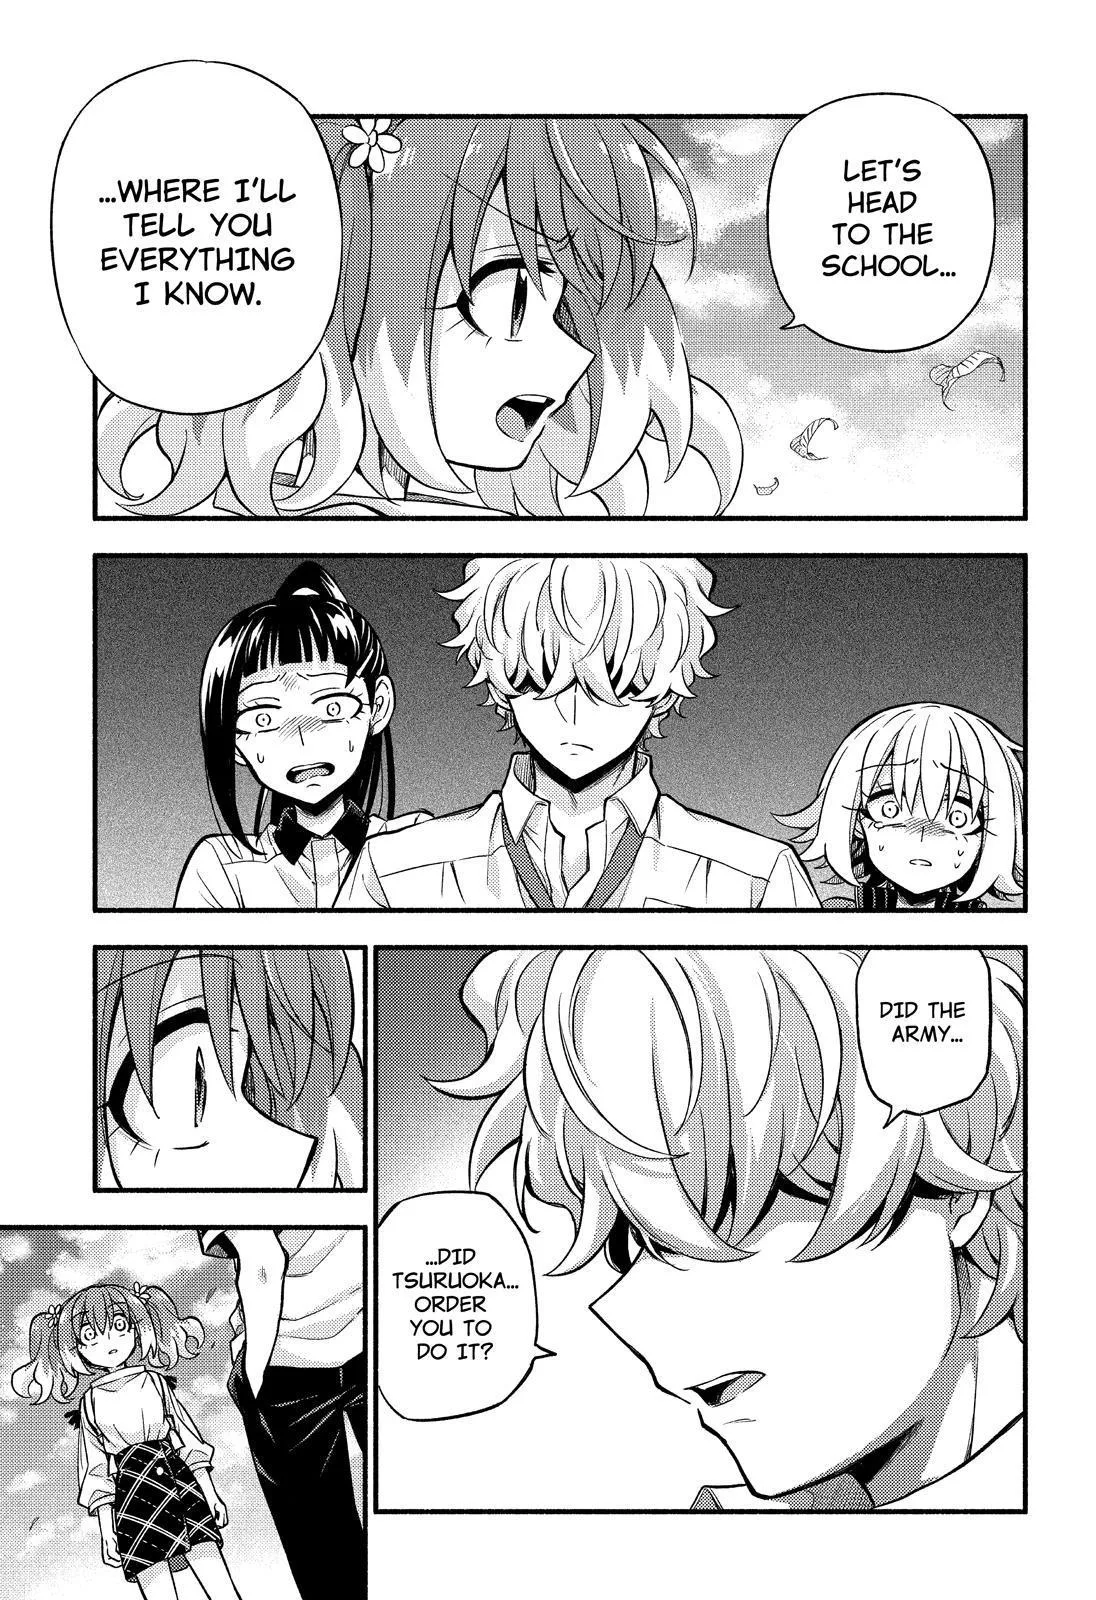 LET'S
HEAD
TO THE
SCHOOL...
...WHERE I'LL
TELL YOU
EVERYTHING
I KNOW.
DID THE
ARMY...
...DID
TSURUOKA...
ORDER
YOU TO
DO IT?